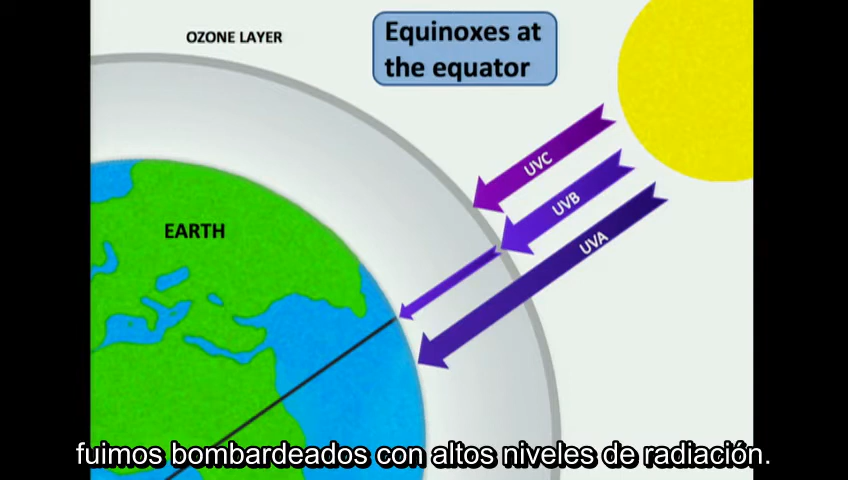 OZONE LAYER
Equinoxes at
the equator
UVC
UVB
UVA
EARTH
fuimos bombardeados con altos niveles de radiación.